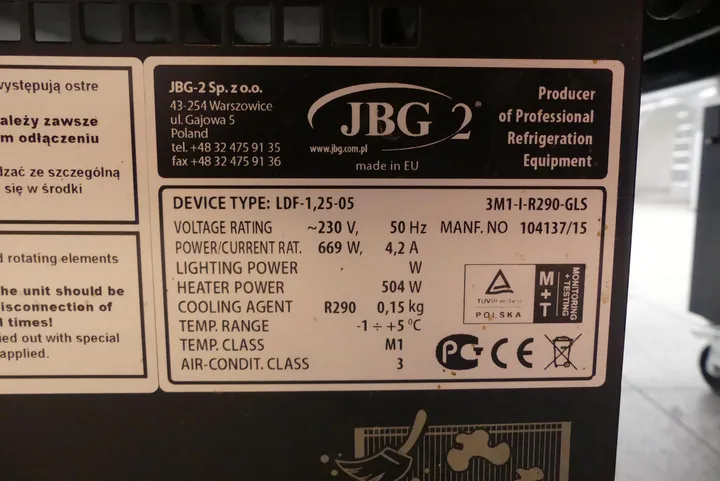 występują ostre
ależy zawsze
m odłączeniu
dzać ze szczególną
się w środki
d rotating elements
he unit should be
isconnection of
l times!
ied out with special
applied.
JBG-2 Sp. z o.o.
43-254 Warszowice
ul. Gajowa 5
Poland
tel. +48 32 475 91 35
fax +48 32 475 91 36
JBG 2®
www.jbg.com.pl
made in EU
Producer
of Professional
Refrigeration
Equipment
DEVICE TYPE: LDF-1,25-05 3M1-I-R290-GLS
VOLTAGE RATING ~230 V, 50 Hz MANF. NO 104137/15
POWER/CURRENT RAT. 669 W, 4,2 A
LIGHTING POWER W
HEATER POWER 504 W
COOLING AGENT R290 0,15 kg
TEMP. RANGE -1 ÷ +5 °C
TEMP. CLASS M1
AIR-CONDIT. CLASS 3
POLSKA
M+T
MONITORING
+ TESTING
PG CE